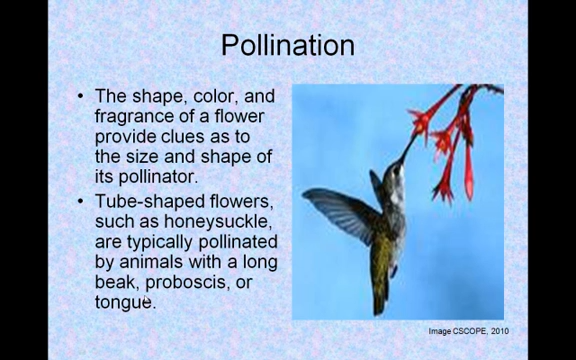 Pollination
• The shape, color, and
fragrance of a flower
provide clues as to
the size and shape of
its pollinator.
• Tube-shaped flowers,
such as honeysuckle,
are typically pollinated
by animals with a long
beak, proboscis, or
tongue.
Image CSCOPE, 2010